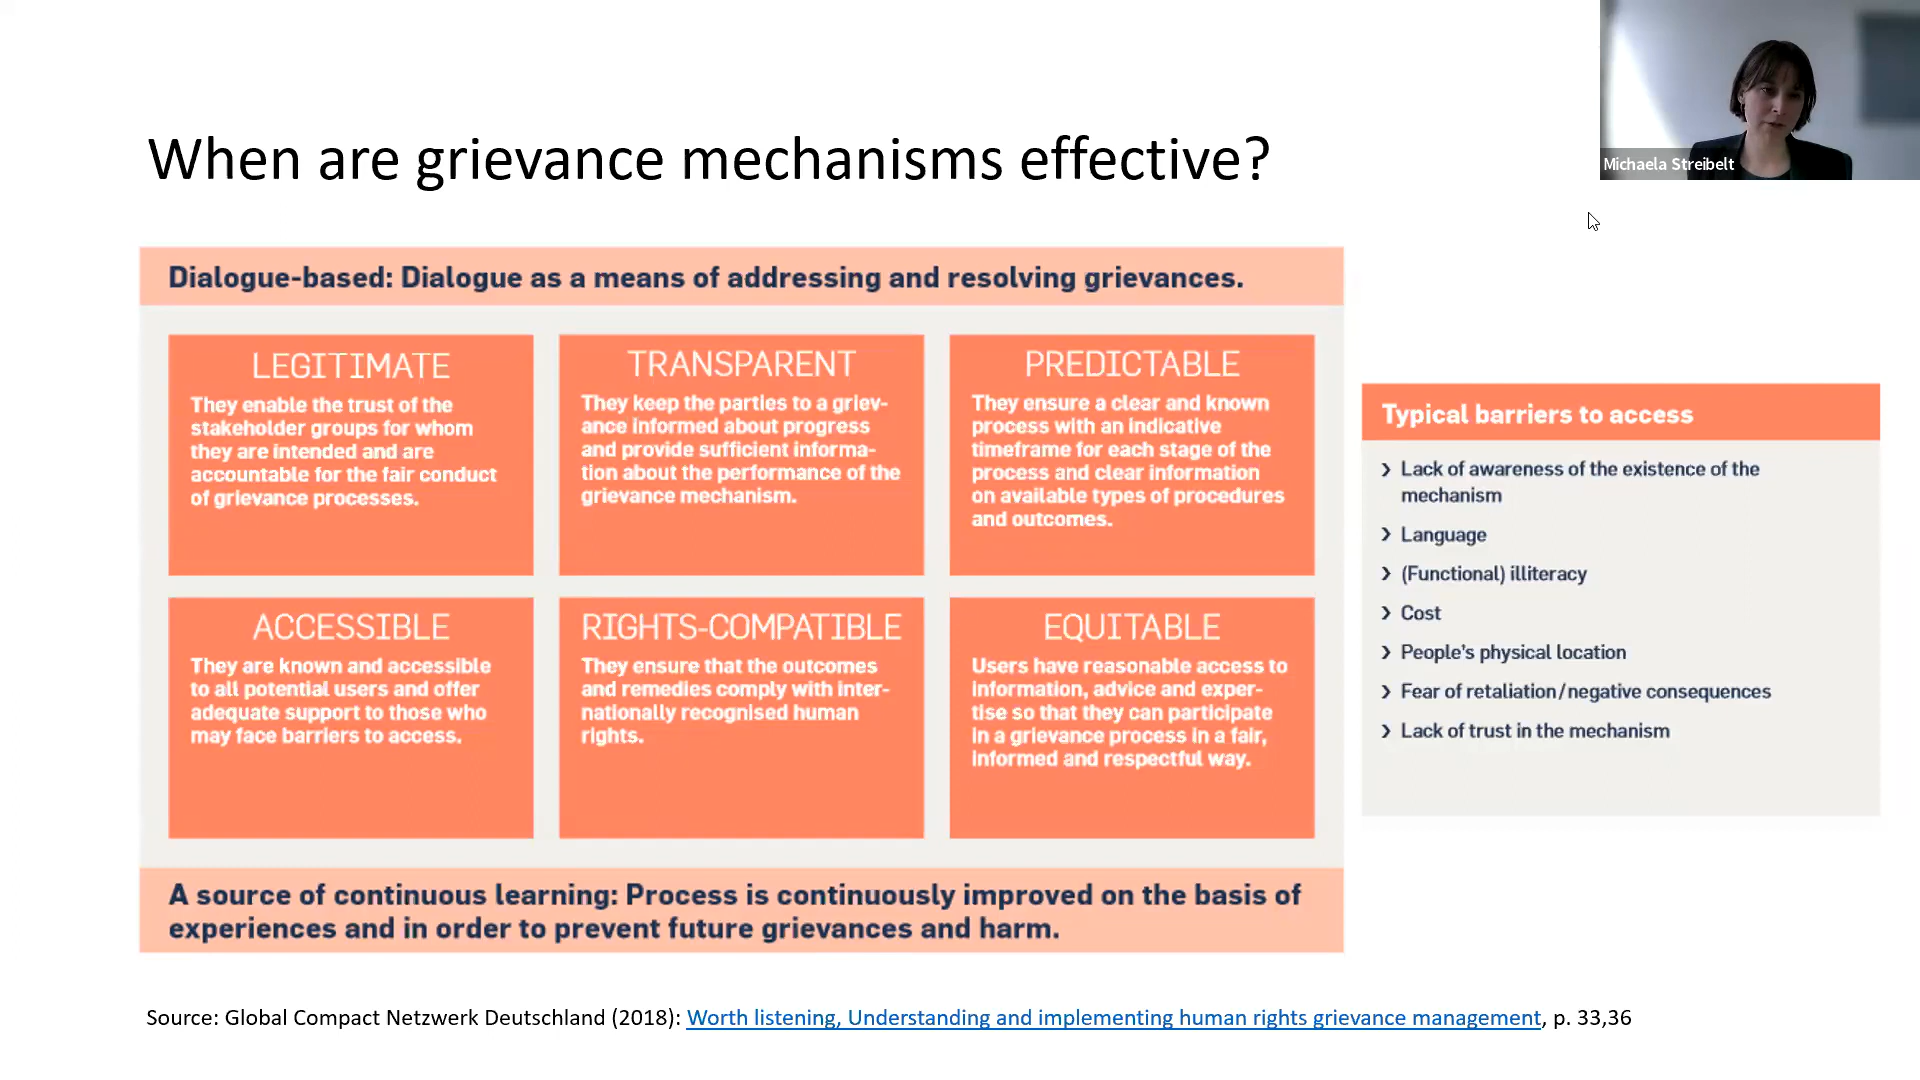 Michaela Streibelt
When are grievance mechanisms effective?
Dialogue-based: Dialogue as a means of addressing and resolving grievances.
LEGITIMATE
They enable the trust of the
stakeholder groups for whom
they are intended and are
accountable for the fair conduct
of grievance processes.
TRANSPARENT
They keep the parties to a griev-
ance informed about progress
and provide sufficient informa-
tion about the performance of the
grievance mechanism.
PREDICTABLE
They ensure a clear and known
process with an indicative
timeframe for each stage of the
process and clear information
on available types of procedures
and outcomes.
ACCESSIBLE
They are known and accessible
to all potential users and offer
adequate support to those who
may face barriers to access.
RIGHTS-COMPATIBLE
They ensure that the outcomes
and remedies comply with inter-
nationally recognised human
rights.
EQUITABLE
Users have reasonable access to
information, advice and exper-
tise so that they can participate
in a grievance process in a fair,
informed and respectful way.
A source of continuous learning: Process is continuously improved on the basis of
experiences and in order to prevent future grievances and harm.
Typical barriers to access
› Lack of awareness of the existence of the
mechanism
› Language
› (Functional) illiteracy
› Cost
› People's physical location
› Fear of retaliation/negative consequences
› Lack of trust in the mechanism
Source: Global Compact Netzwerk Deutschland (2018): Worth listening, Understanding and implementing human rights grievance management, p. 33,36